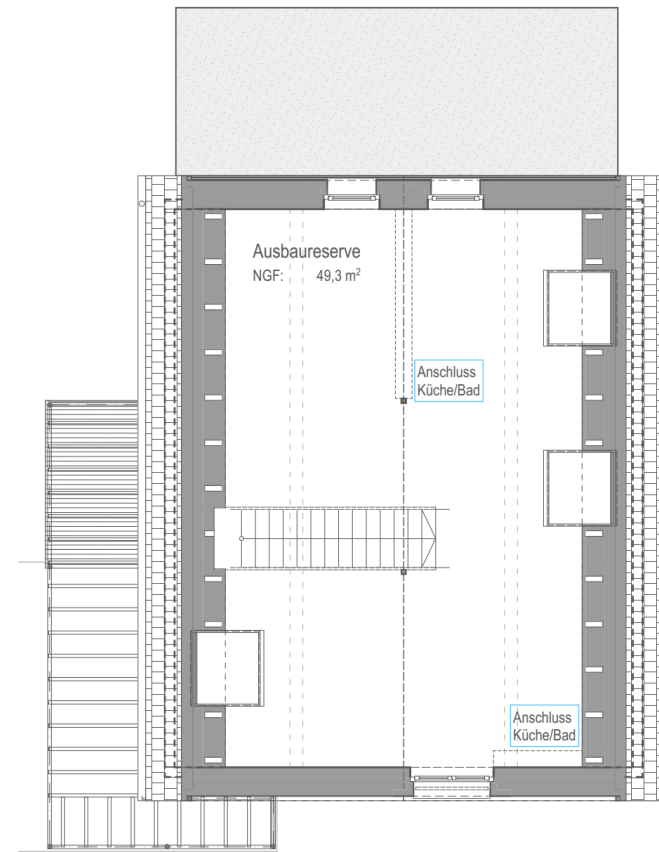 Ausbaureserve
NGF: 49,3 m²
Anschluss
Küche/Bad
Anschluss
Küche/Bad